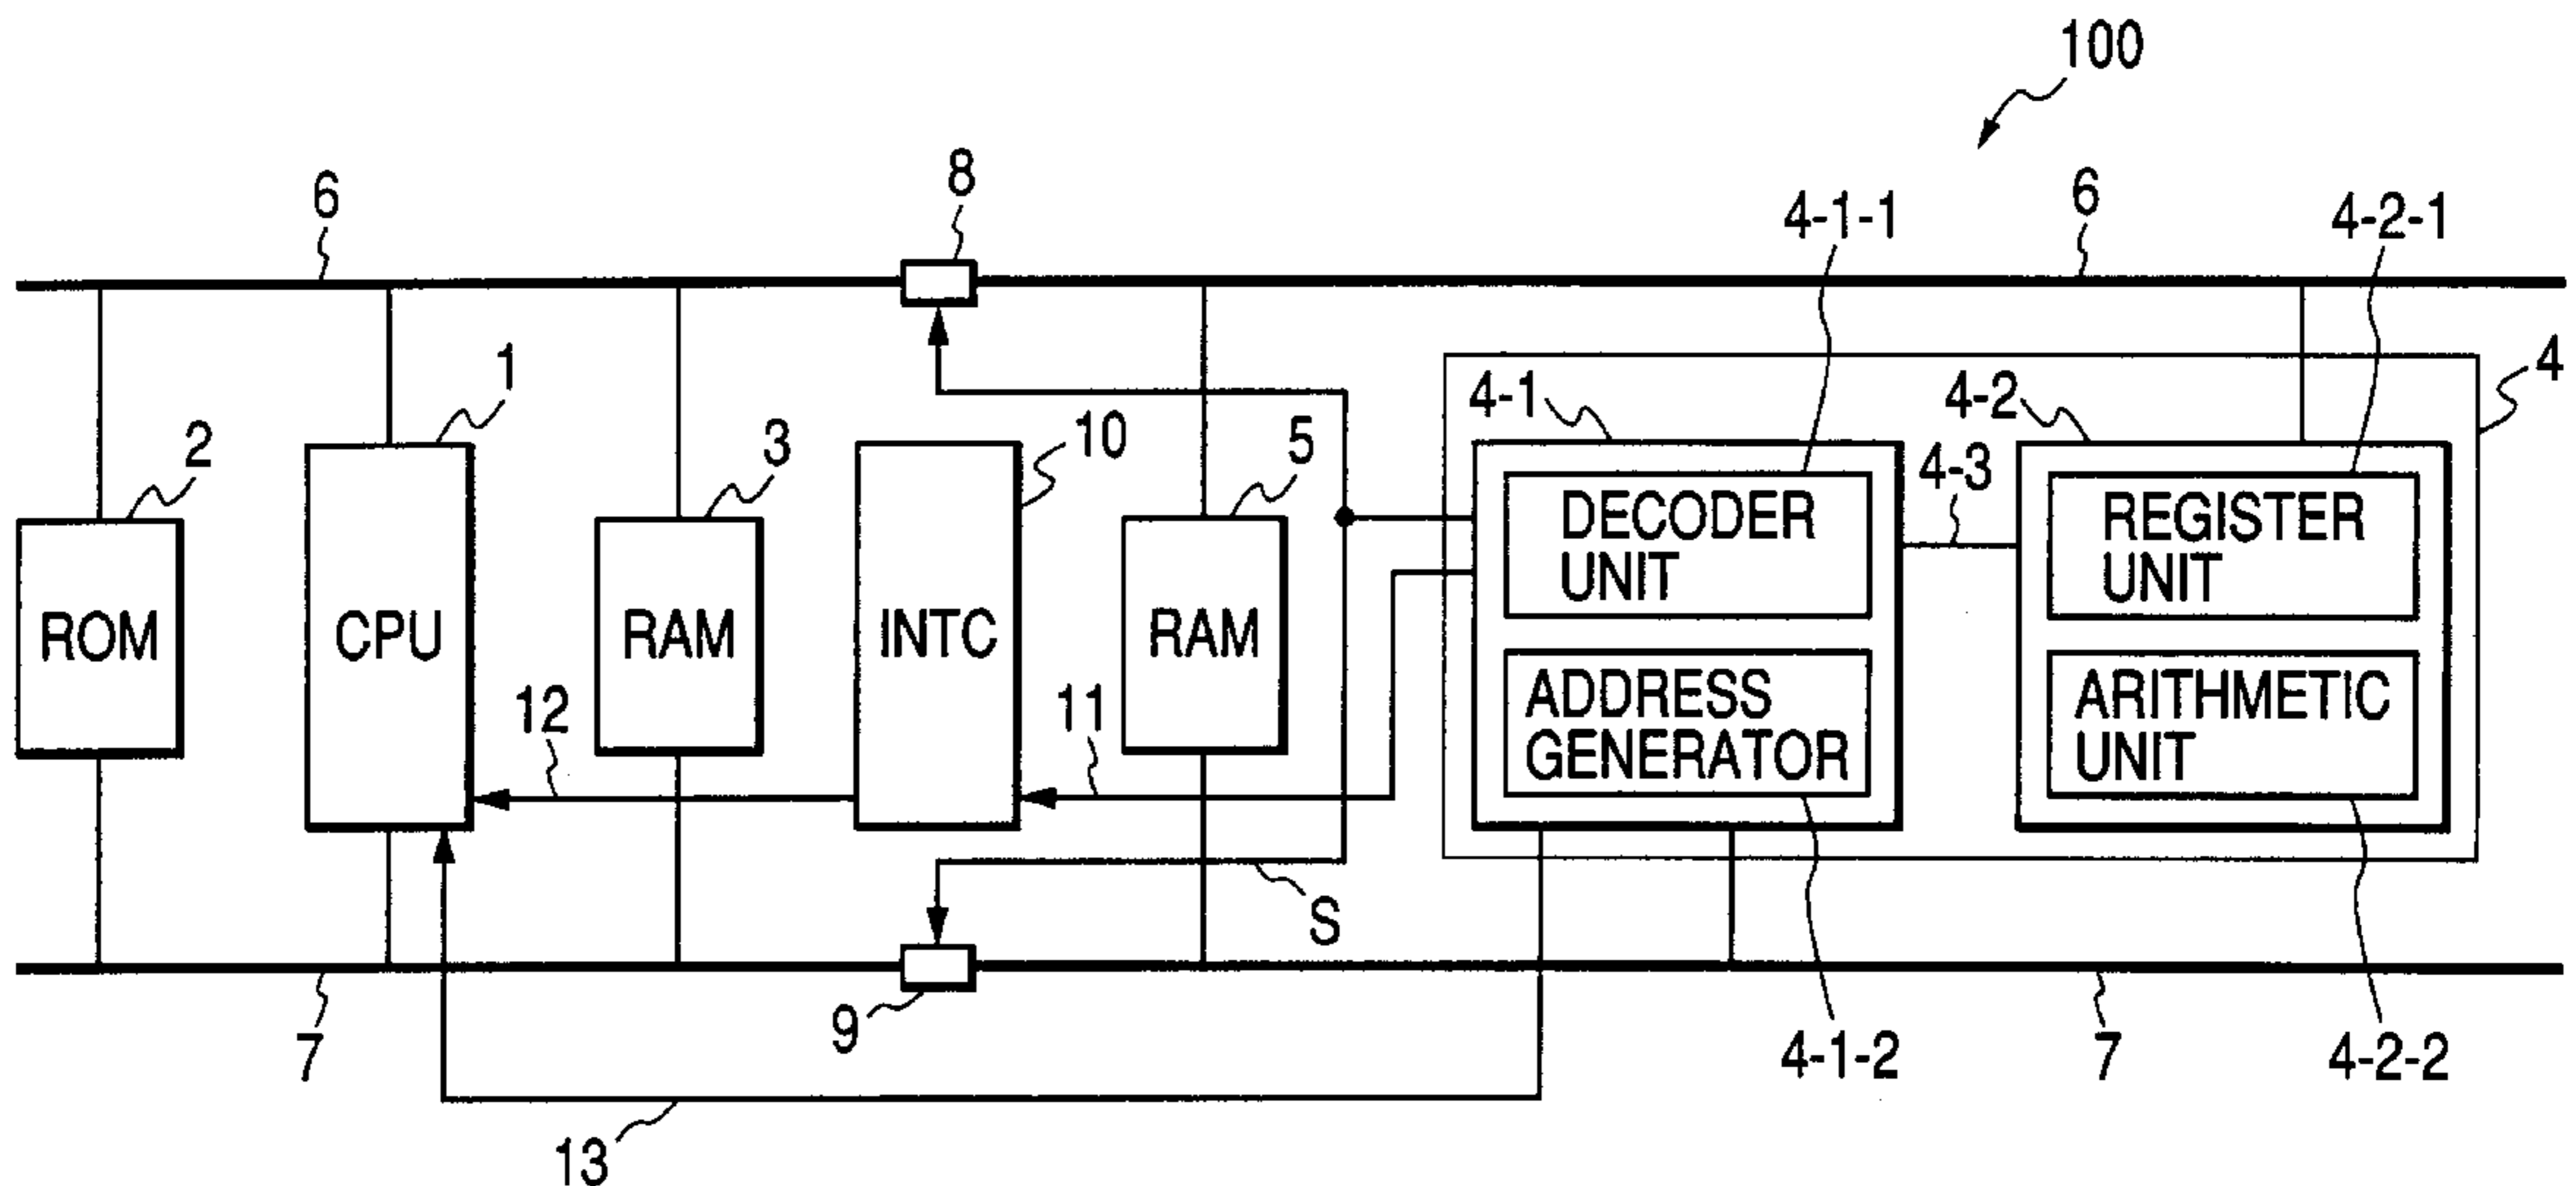 100
8
6
6
4-1-1
4-2-1
4
1
4-1
4-2
2
3
10
5
4-3
DECODER
UNIT
REGISTER
UNIT
ROM
CPU
RAM
INTC
RAM
12
11
ADDRESS
GENERATOR
ARITHMETIC
UNIT
S
9
7
7
4-1-2
4-2-2
13